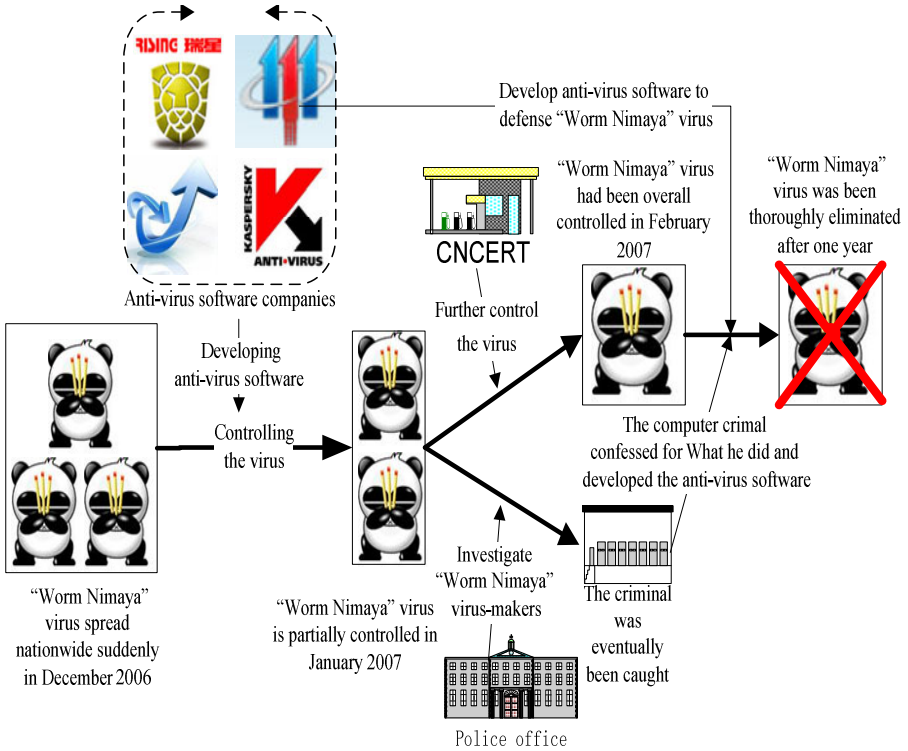 RISING 瑞星
KASPERSKY
ANTI•VIRUS
Anti-virus software companies
Develop anti-virus software to
defense “Worm Nimaya” virus
CNCERT
“Worm Nimaya” virus
had been overall
controlled in February
2007
“Worm Nimaya”
virus was been
thoroughly eliminated
after one year
Developing
anti-virus software
Controlling
the virus
Further control
the virus
The computer crimal
confessed for What he did and
developed the anti-virus software
“Worm Nimaya”
virus spread
nationwide suddenly
in December 2006
“Worm Nimaya” virus
is partially controlled in
January 2007
Investigate
“Worm Nimaya”
virus-makers
The criminal
was
eventually
been caught
Police office